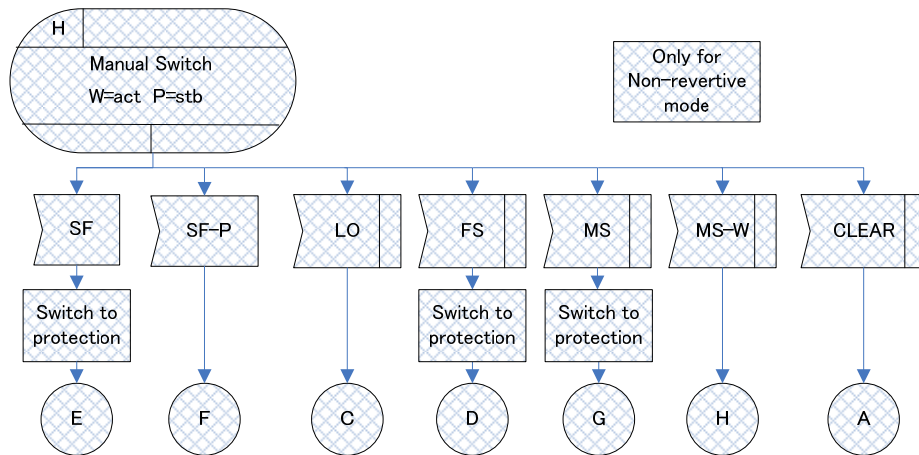 H
Manual Switch
W=act P=stb
Only for
Non-revertive
mode
SF
SF-P
LO
FS
MS
MS-W
CLEAR
Switch to
protection
Switch to
protection
Switch to
protection
E
F
C
D
G
H
A